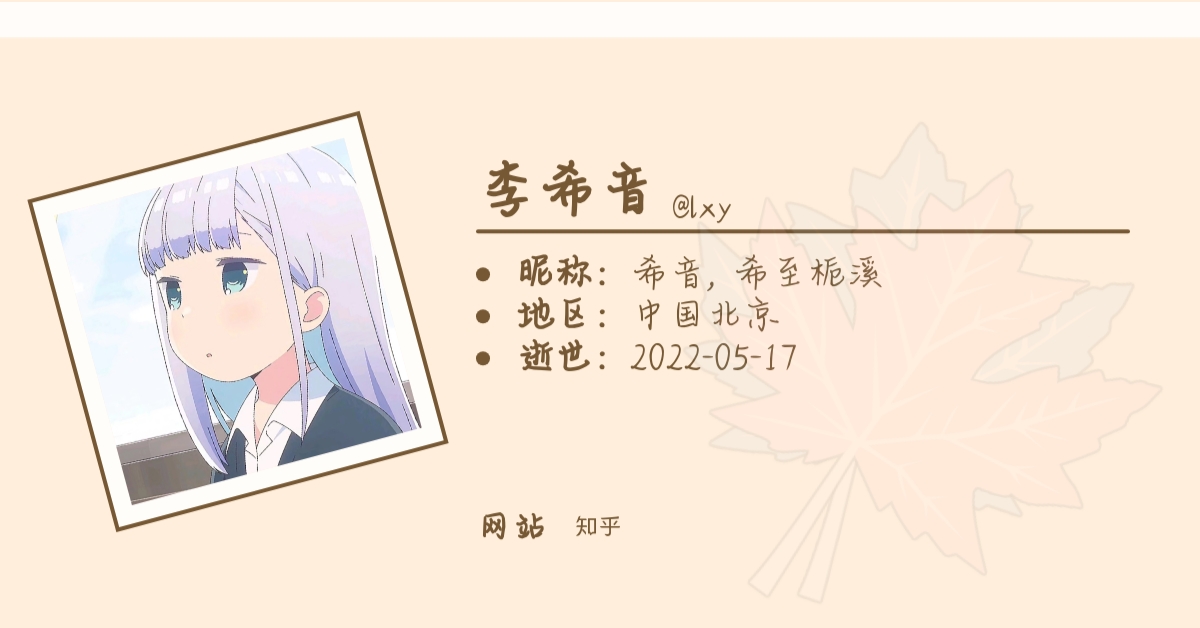 李希音 @lxy
昵称：希音, 希至栀溪
地区：中国北京
逝世：2022-05-17
网站 知乎